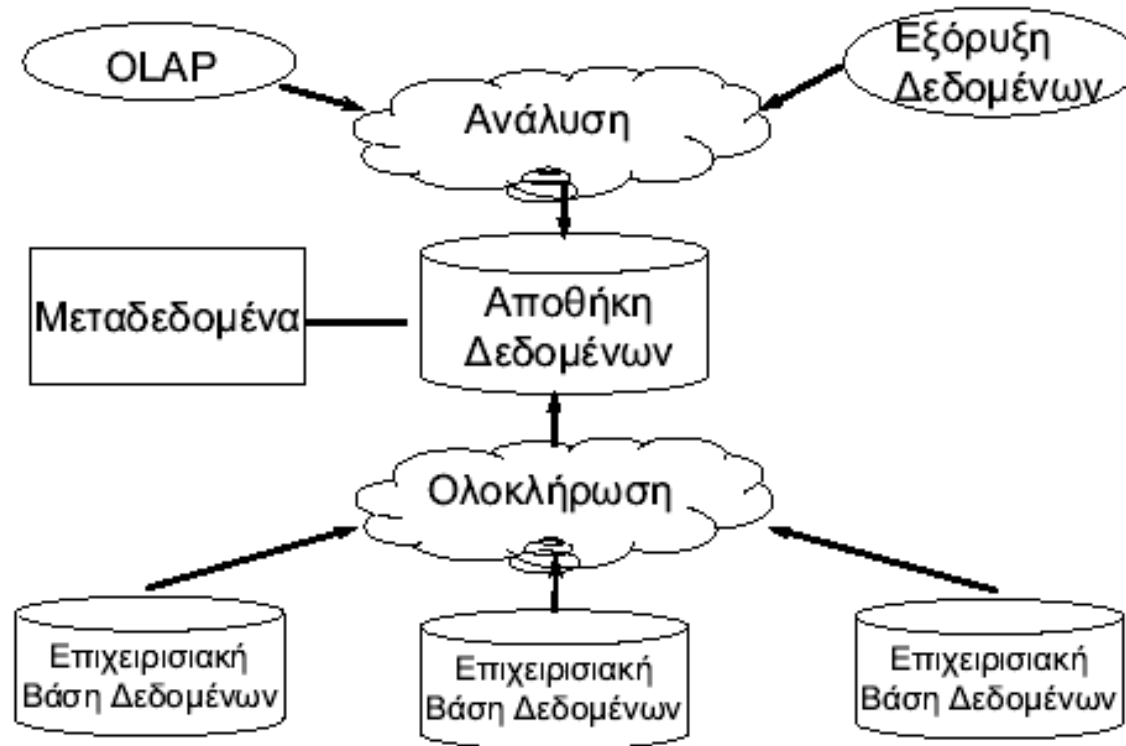 OLAP
Εξόρυξη
Δεδομένων
Ανάλυση
Μεταδεδομένα
Αποθήκη
Δεδομένων
Ολοκλήρωση
Επιχειρισιακή
Βάση Δεδομένων
Επιχειρισιακή
Βάση Δεδομένων
Επιχειρισιακή
Βάση Δεδομένων